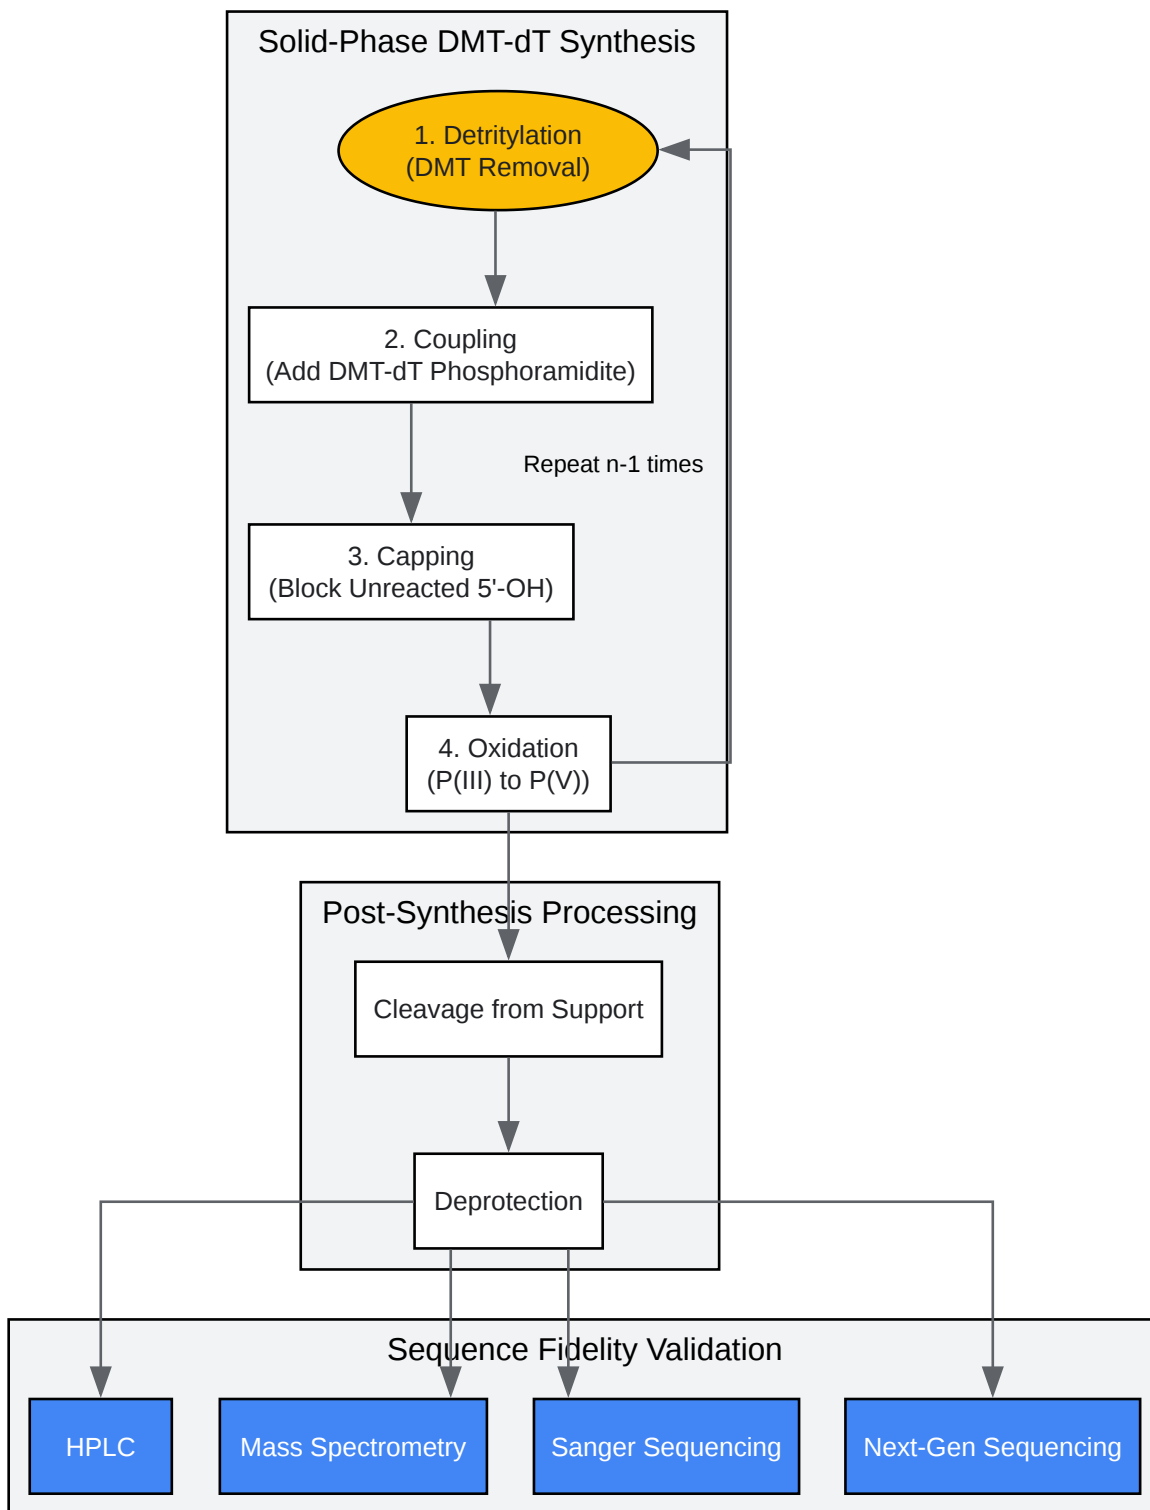 Solid-Phase DMT-dT Synthesis
1. Detritylation
(DMT Removal)
2. Coupling
(Add DMT-dT Phosphoramidite)
Repeat n-1 times
3. Capping
(Block Unreacted 5'-OH)
4. Oxidation
(P(III) to P(V))
Post-Synthesis Processing
Cleavage from Support
Deprotection
Sequence Fidelity Validation
HPLC
Mass Spectrometry
Sanger Sequencing
Next-Gen Sequencing